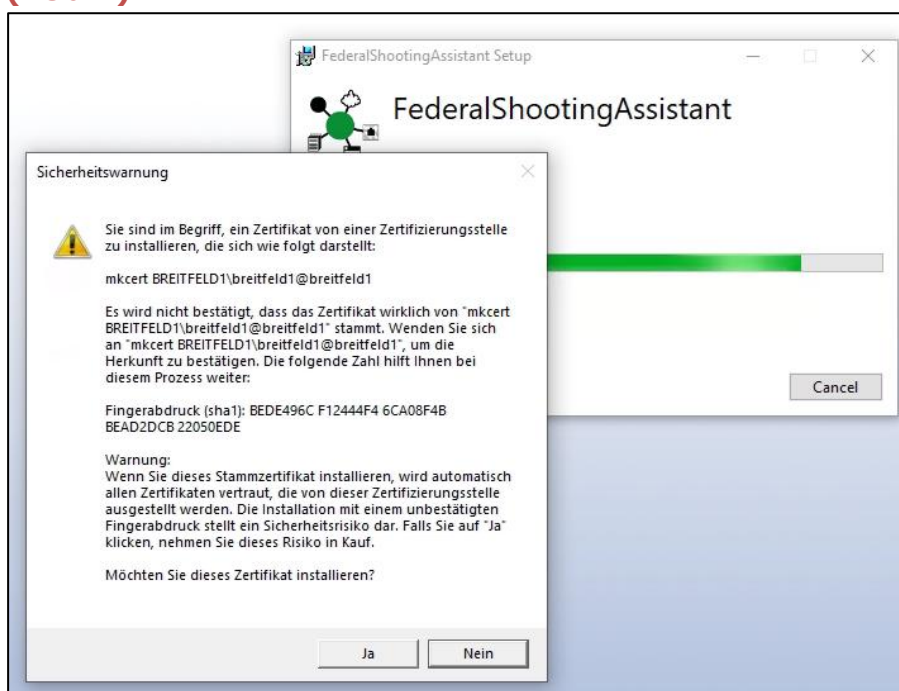 FederalShootingAssistant Setup
FederalShootingAssistant
Cancel
Sicherheitswarnung
Sie sind im Begriff, ein Zertifikat von einer Zertifizierungsstelle
zu installieren, die sich wie folgt darstellt:
mkcert BREITFELD1\breitfeld1@breitfeld1
Es wird nicht bestätigt, dass das Zertifikat wirklich von "mkcert
BREITFELD1\breitfeld1@breitfeld1" stammt. Wenden Sie sich
an "mkcert BREITFELD1\breitfeld1@breitfeld1", um die
Herkunft zu bestätigen. Die folgende Zahl hilft Ihnen bei
diesem Prozess weiter:
Fingerabdruck (sha1): BEDE496C F12444F4 6CA08F4B
BEAD2DCB 22050EDE
Warnung:
Wenn Sie dieses Stammzertifikat installieren, wird automatisch
allen Zertifikaten vertraut, die von dieser Zertifizierungsstelle
ausgestellt werden. Die Installation mit einem unbestätigten
Fingerabdruck stellt ein Sicherheitsrisiko dar. Falls Sie auf "Ja"
klicken, nehmen Sie dieses Risiko in Kauf.
Möchten Sie dieses Zertifikat installieren?
Ja
Nein